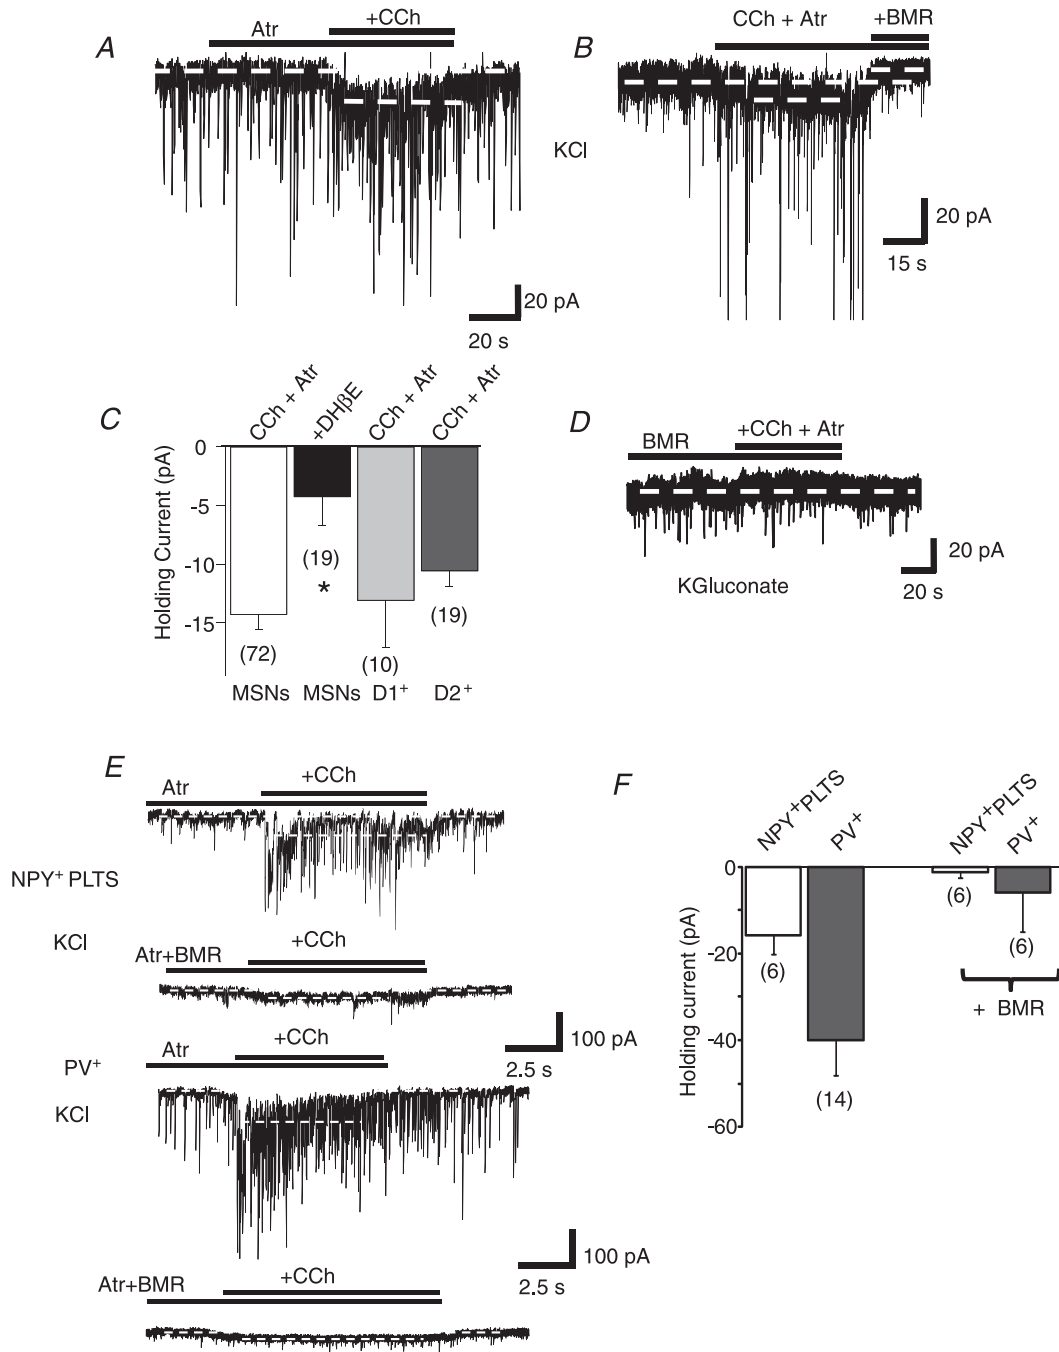 A
Atr
+CCh
20 pA
20 s
B
CCh + Atr
+BMR
KCl
20 pA
15 s
C
CCh + Atr
+DHβE
CCh + Atr
CCh + Atr
Holding Current (pA)
0
-5
-10
-15
(72)
(19)
*
(10)
(19)
MSNs
MSNs
D1+
D2+
D
BMR
+CCh + Atr
20 pA
20 s
KGluconate
E
Atr
+CCh
NPY+ PLTS
KCl
Atr+BMR
+CCh
100 pA
2.5 s
PV+
KCl
Atr
+CCh
100 pA
2.5 s
Atr+BMR
+CCh
F
NPY+PLTS
PV+
NPY+PLTS
PV+
Holding current (pA)
0
-20
-40
-60
(6)
(14)
(6)
(6)
+ BMR